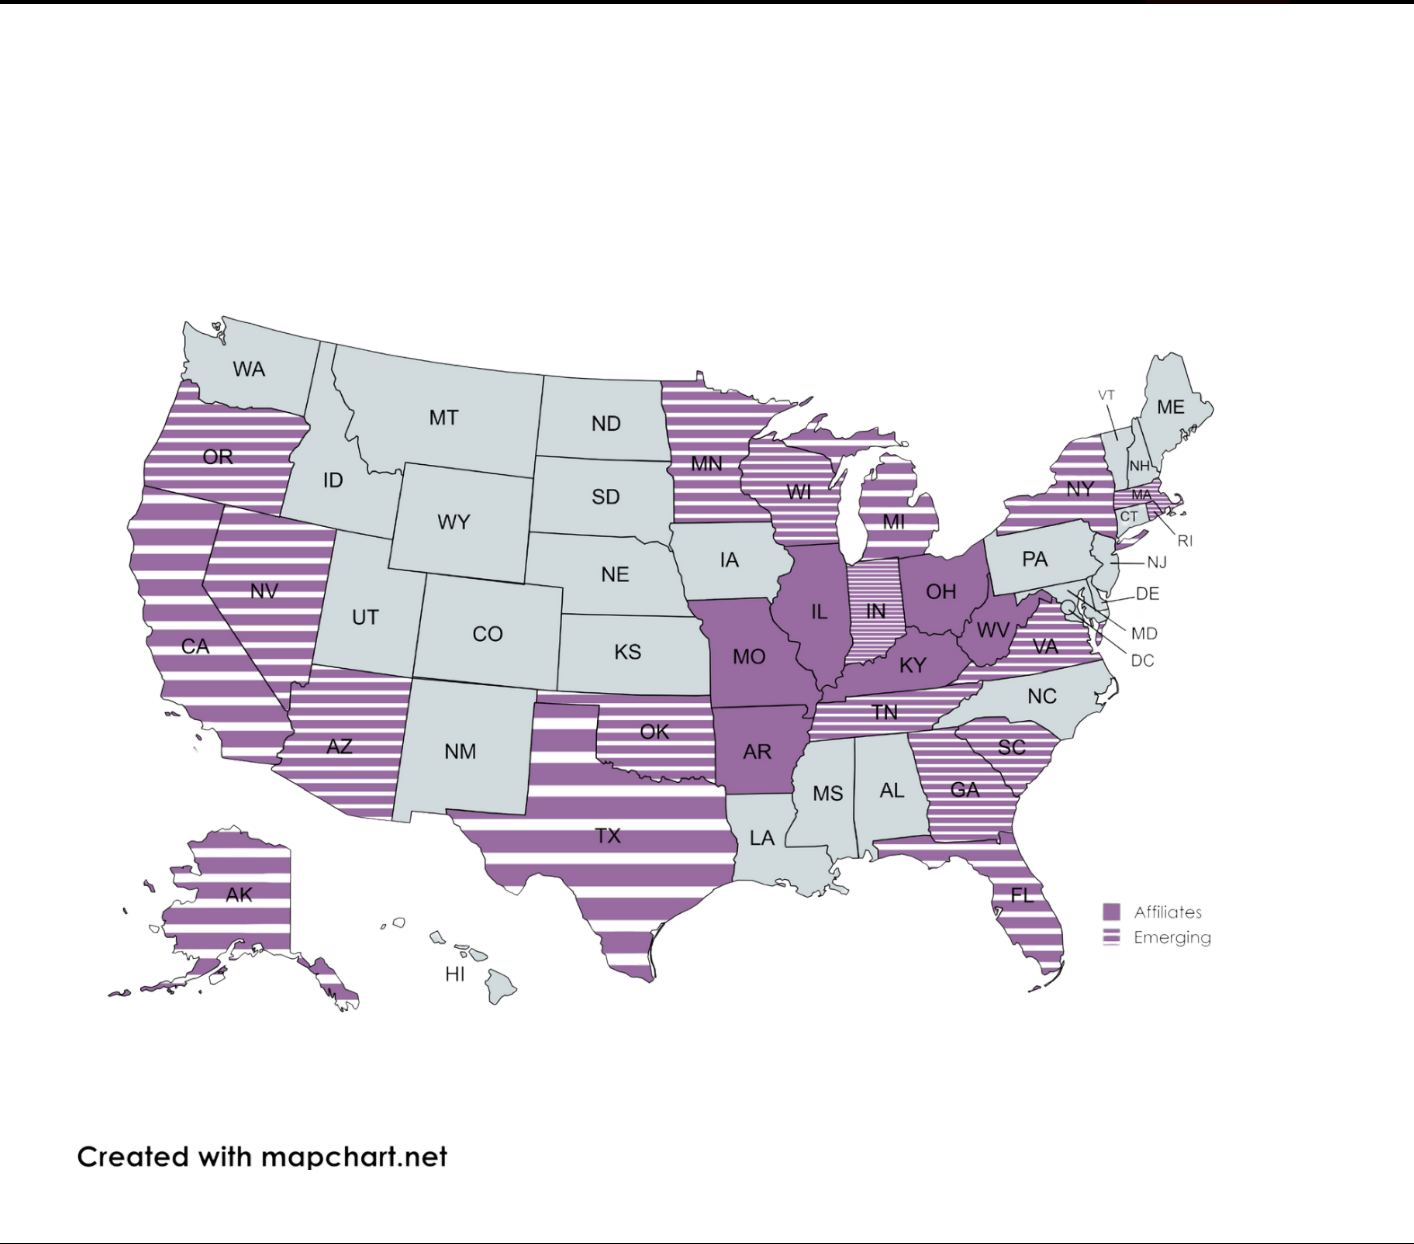 WA
MT
ND
MN
VT
ME
OR
ID
SD
WI
MI
NY
NH
MA
CT
RI
WY
IA
PA
NJ
NV
UT
CO
NE
IL
IN
OH
DE
MD
DC
CA
KS
MO
KY
WV
VA
AZ
NM
OK
AR
TN
NC
SC
TX
LA
MS
AL
GA
FL
AK
HI
Affiliates
Emerging
Created with mapchart.net